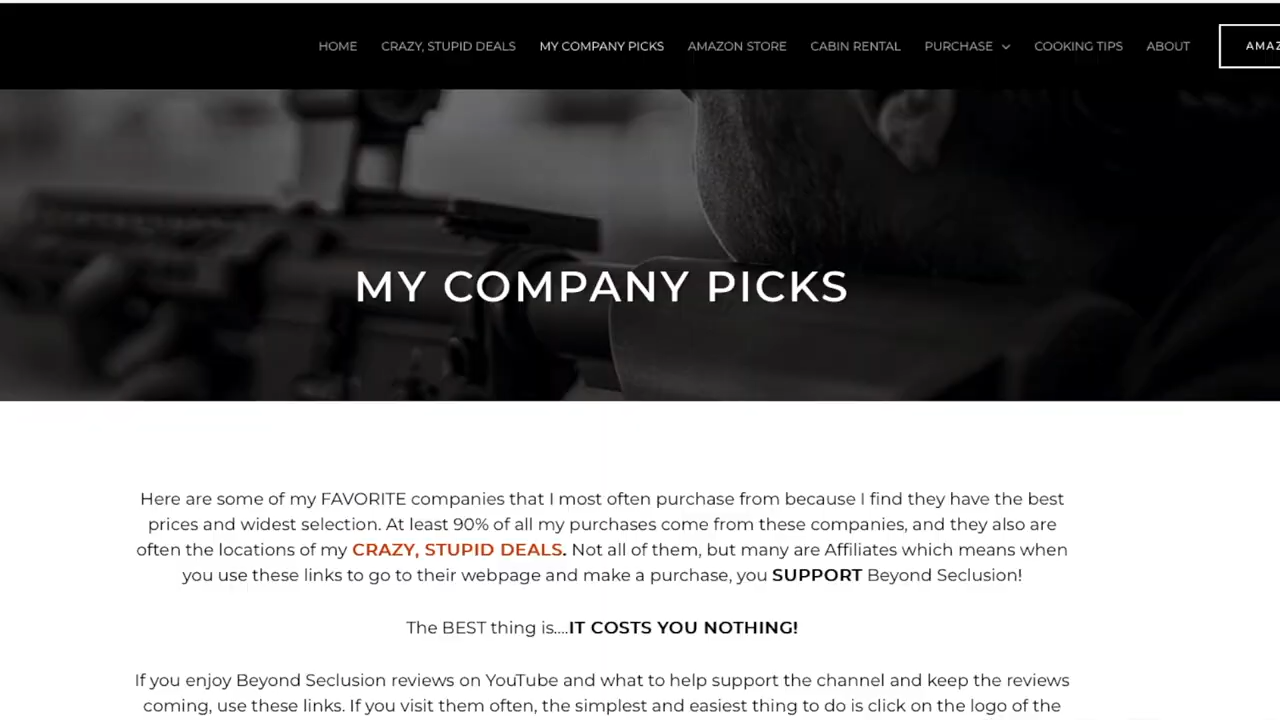 HOME CRAZY, STUPID DEALS MY COMPANY PICKS AMAZON STORE CABIN RENTAL PURCHASE COOKING TIPS ABOUT
MY COMPANY PICKS
Here are some of my FAVORITE companies that I most often purchase from because I find they have the best
prices and widest selection. At least 90% of all my purchases come from these companies, and they also are
often the locations of my CRAZY, STUPID DEALS. Not all of them, but many are Affiliates which means when
you use these links to go to their webpage and make a purchase, you SUPPORT Beyond Seclusion!
The BEST thing is....IT COSTS YOU NOTHING!
If you enjoy Beyond Seclusion reviews on YouTube and what to help support the channel and keep the reviews
coming, use these links. If you visit them often, the simplest and easiest thing to do is click on the logo of the